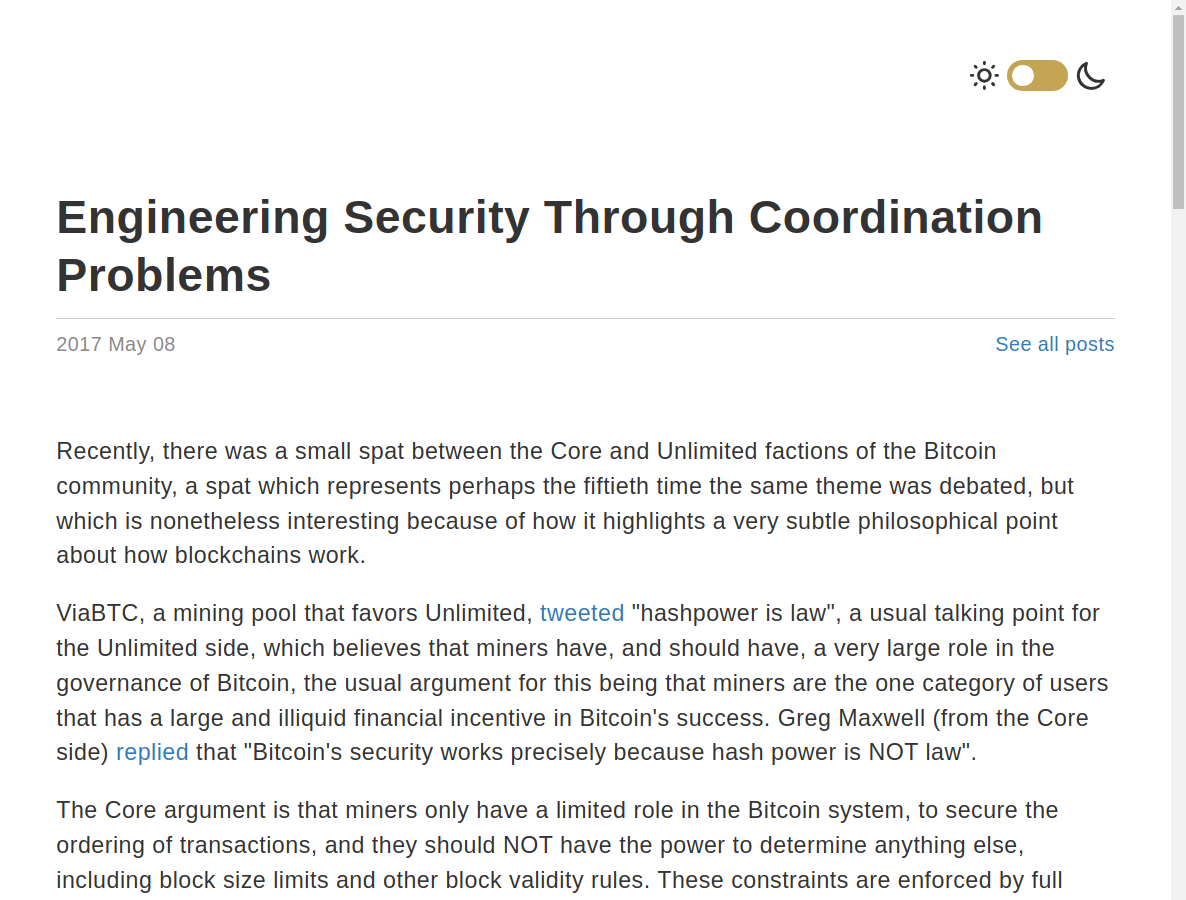 Engineering Security Through Coordination
Problems
2017 May 08
See all posts
Recently, there was a small spat between the Core and Unlimited factions of the Bitcoin
community, a spat which represents perhaps the fiftieth time the same theme was debated, but
which is nonetheless interesting because of how it highlights a very subtle philosophical point
about how blockchains work.
ViaBTC, a mining pool that favors Unlimited, tweeted "hashpower is law", a usual talking point for
the Unlimited side, which believes that miners have, and should have, a very large role in the
governance of Bitcoin, the usual argument for this being that miners are the one category of users
that has a large and illiquid financial incentive in Bitcoin's success. Greg Maxwell (from the Core
side) replied that "Bitcoin's security works precisely because hash power is NOT law".
The Core argument is that miners only have a limited role in the Bitcoin system, to secure the
ordering of transactions, and they should NOT have the power to determine anything else,
including block size limits and other block validity rules. These constraints are enforced by full